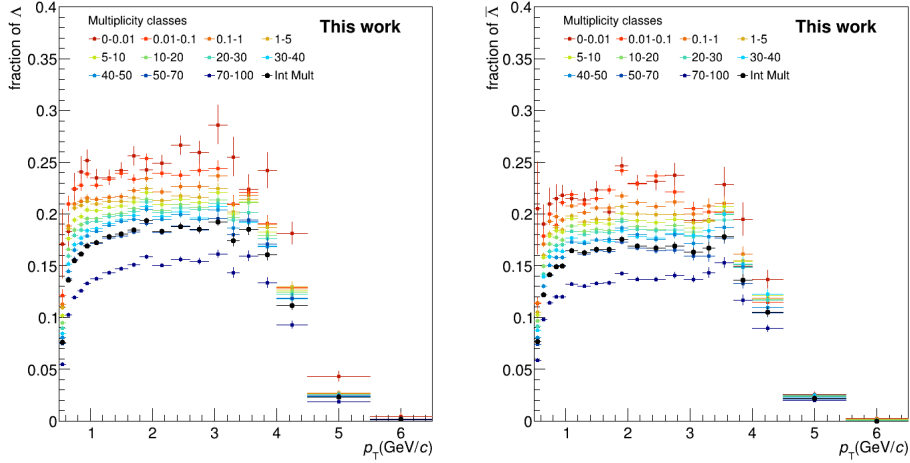 fraction of Λ
0.4
0.35
0.3
0.25
0.2
0.15
0.1
0.05
0
Multiplicity classes
This work
0-0.01 0.01-0.1 0.1-1 1-5
5-10 10-20 20-30 30-40
40-50 50-70 70-100 Int Mult
1 2 3 4 5 6
p_T(GeV/c)
fraction of Λ̅
0.4
0.35
0.3
0.25
0.2
0.15
0.1
0.05
0
Multiplicity classes
This work
0-0.01 0.01-0.1 0.1-1 1-5
5-10 10-20 20-30 30-40
40-50 50-70 70-100 Int Mult
1 2 3 4 5 6
p_T(GeV/c)